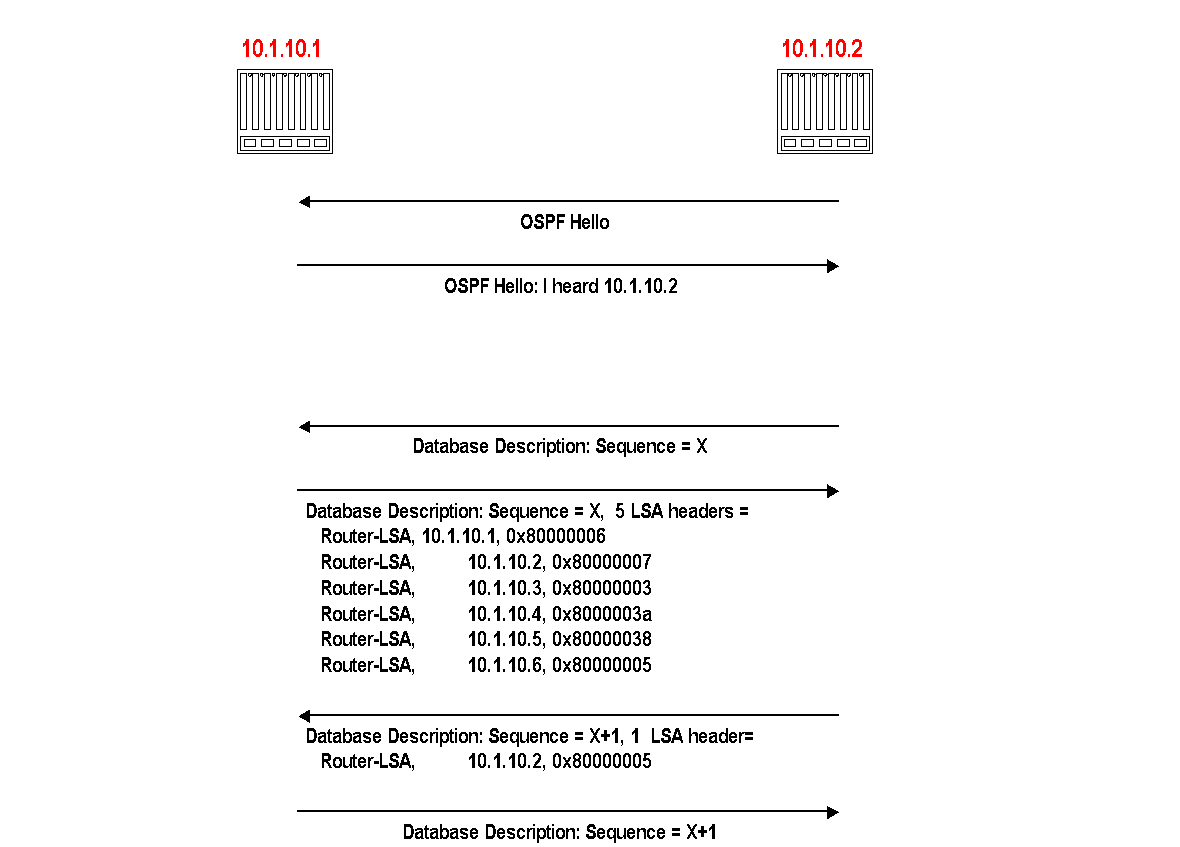 10.1.10.1 10.1.10.2
OSPF Hello
OSPF Hello: I heard 10.1.10.2
Database Description: Sequence = X
Database Description: Sequence = X, 5 LSA headers =
Router-LSA, 10.1.10.1, 0x80000006
Router-LSA, 10.1.10.2, 0x80000007
Router-LSA, 10.1.10.3, 0x80000003
Router-LSA, 10.1.10.4, 0x8000003a
Router-LSA, 10.1.10.5, 0x80000038
Router-LSA, 10.1.10.6, 0x80000005
Database Description: Sequence = X+1, 1 LSA header=
Router-LSA, 10.1.10.2, 0x80000005
Database Description: Sequence = X+1